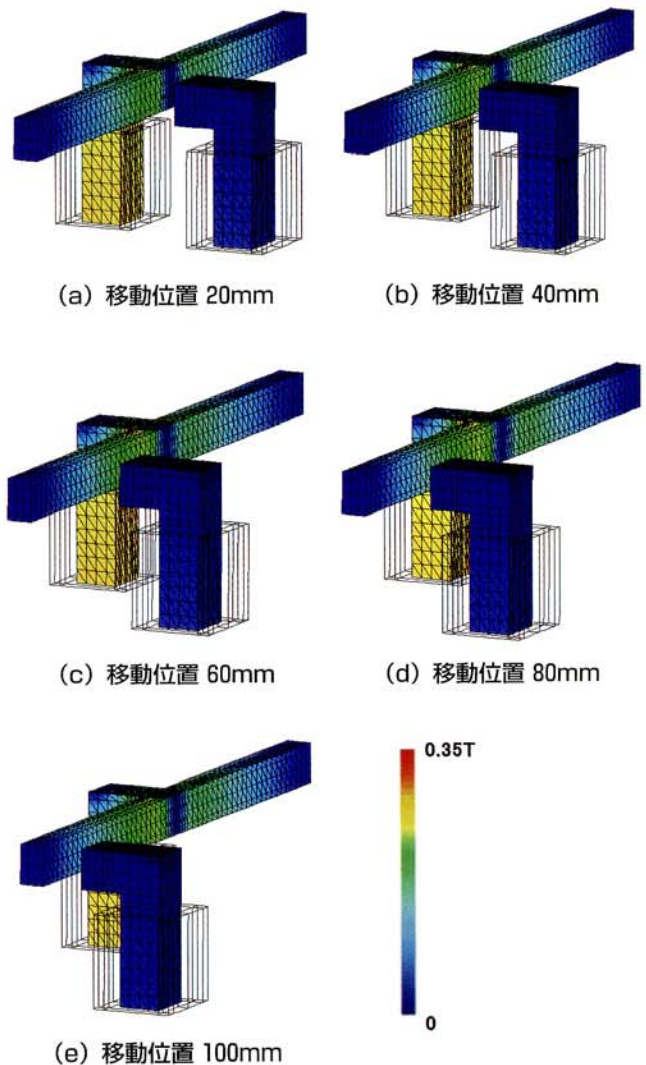 (a) 移動位置 20mm
(b) 移動位置 40mm
(c) 移動位置 60mm
(d) 移動位置 80mm
0.35T
0
(e) 移動位置 100mm